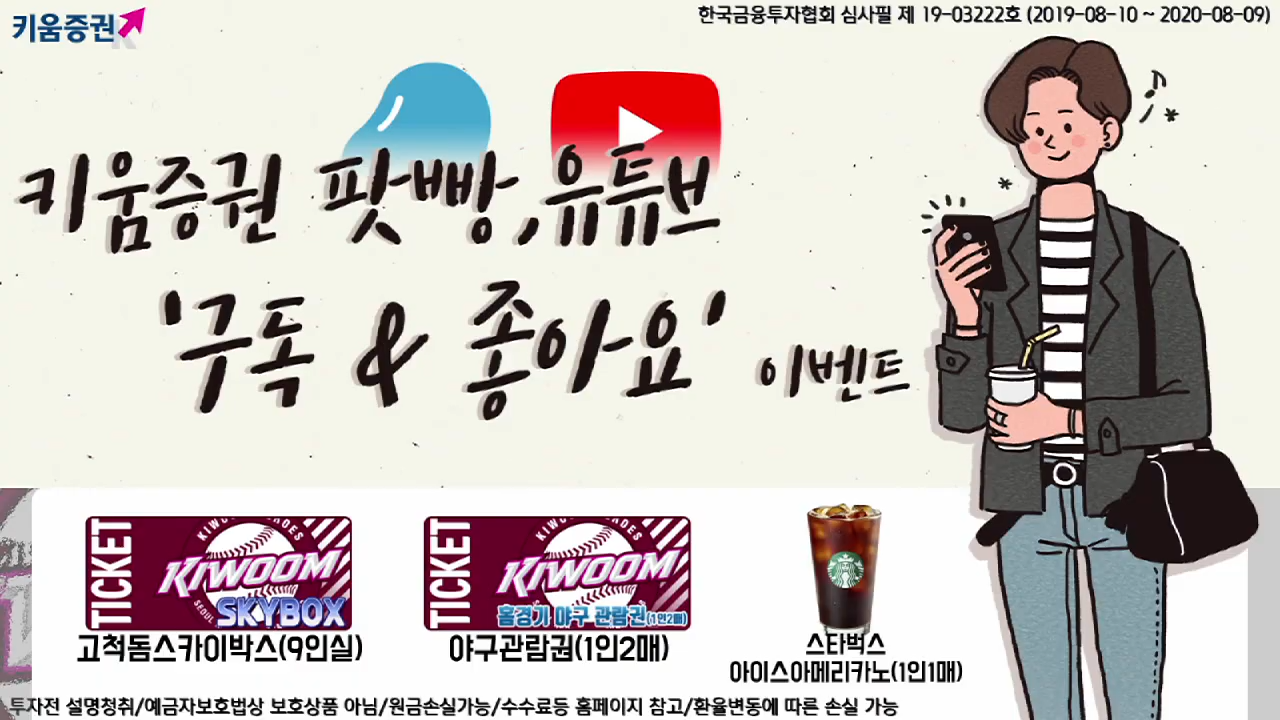 키움증권
한국금융투자협회 심사필 제 19-03222호 (2019-08-10 ~ 2020-08-09)
키움증권 팟빵,유튜브
'구독 & 좋아요' 이벤트
TICKET
KIWOOM
SEOUL
SKYBOX
고척돔스카이박스(9인실)
TICKET
KIWOOM
홈경기 야구 관람권(1인2매)
야구관람권(1인2매)
스타벅스
아이스아메리카노(1인1매)
투자전 설명청취/예금자보호법상 보호상품 아님/원금손실가능/수수료등 홈페이지 참고/환율변동에 따른 손실 가능